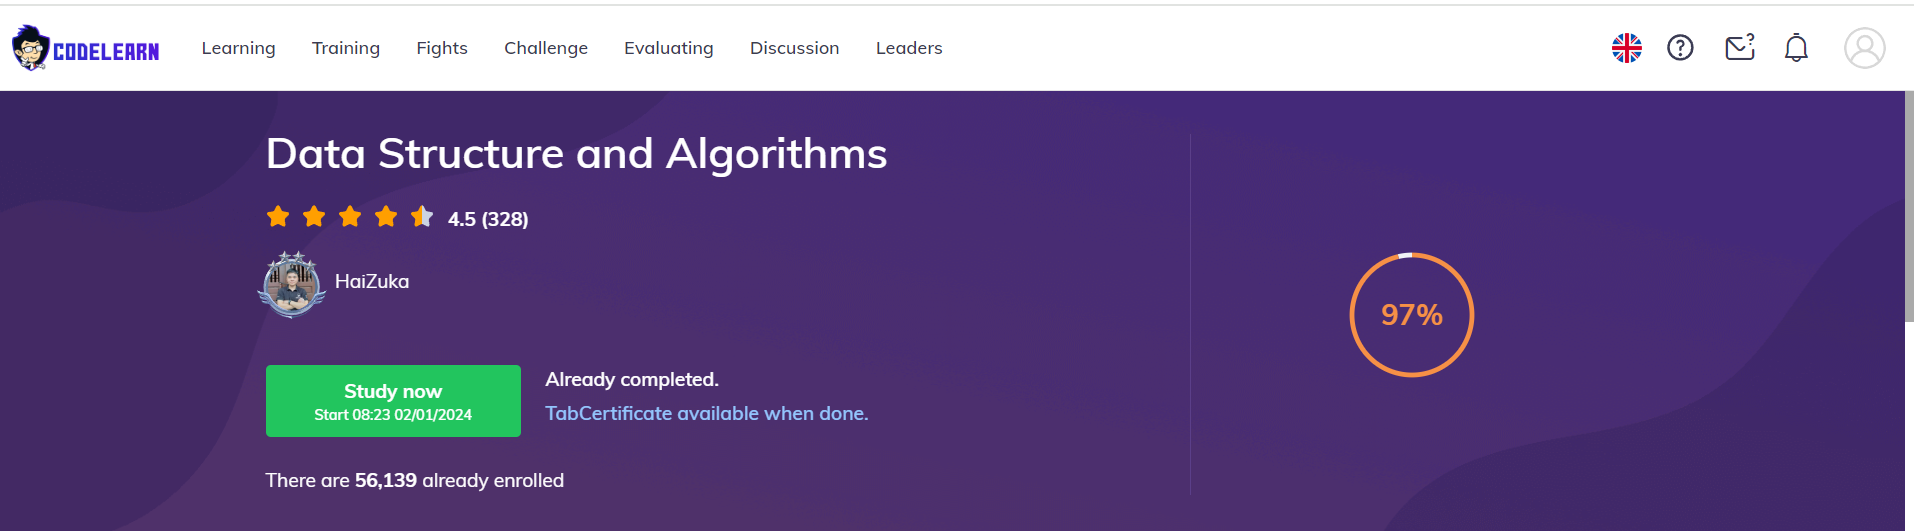 CODELEARN Learning Training Fights Challenge Evaluating Discussion Leaders
Data Structure and Algorithms
4.5 (328)
HaiZuka
97%
Study now
Start 08:23 02/01/2024
Already completed.
TabCertificate available when done.
There are 56,139 already enrolled